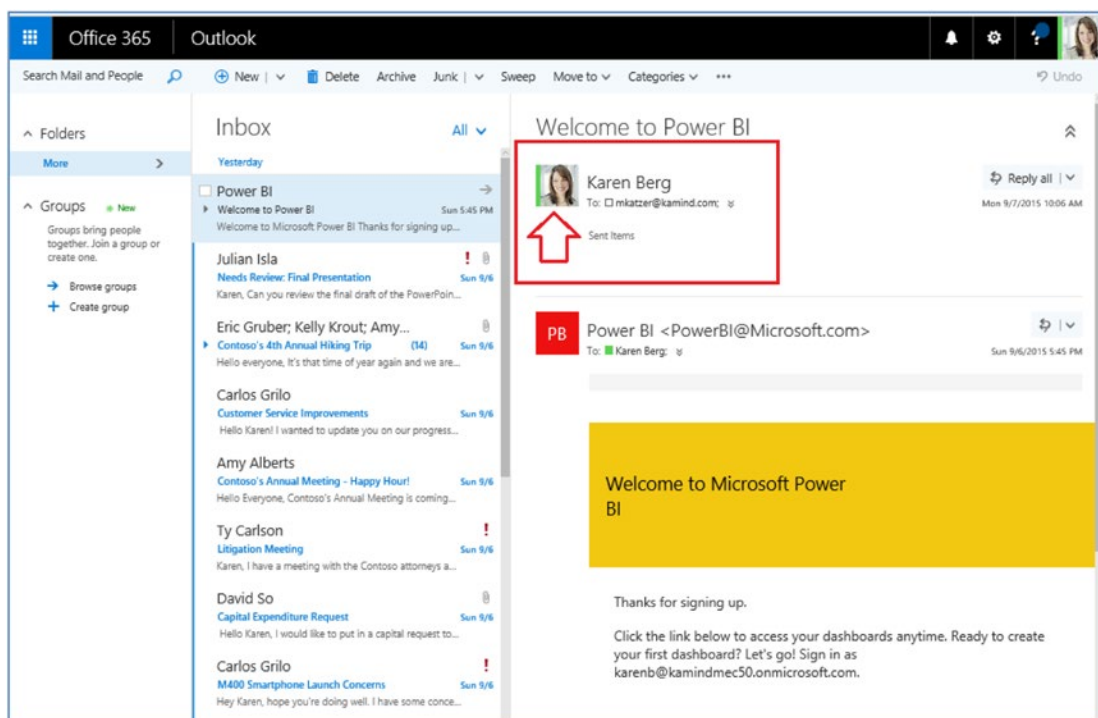 Office 365 Outlook ?
Search Mail and People New Delete Archive Junk Sweep Move to Categories ... Undo
Folders
More
Groups New
Groups bring people
together. Join a group or
create one.
Browse groups
Create group
Inbox All
Yesterday
Power BI
Welcome to Power BI Sun 5:45 PM
Welcome to Microsoft Power BI Thanks for signing up...
Julian Isla
Needs Review: Final Presentation Sun 9/6
Karen, Can you review the final draft of the PowerPoin...
Eric Gruber; Kelly Krout; Amy...
Contoso's 4th Annual Hiking Trip (14) Sun 9/6
Hello everyone, It's that time of year again and we are...
Carlos Grilo
Customer Service Improvements Sun 9/6
Hello Karen! I wanted to update you on our progress...
Amy Alberts
Contoso's Annual Meeting - Happy Hour! Sun 9/6
Hello Everyone, Contoso's Annual Meeting is coming...
Ty Carlson
Litigation Meeting Sun 9/6
Karen, I have a meeting with the Contoso attorneys a...
David So
Capital Expenditure Request Sun 9/6
Hello Karen, I would like to put in a capital request to...
Carlos Grilo
M400 Smartphone Launch Concerns Sun 9/6
Hey Karen, hope you're doing well. I have some conce...
Welcome to Power BI
Karen Berg Reply all
To: mkatzer@kamind.com; Mon 9/7/2015 10:06 AM
Sent Items
PB Power BI <PowerBI@Microsoft.com>
To: Karen Berg; Sun 9/6/2015 5:45 PM
Welcome to Microsoft Power
BI
Thanks for signing up.
Click the link below to access your dashboards anytime. Ready to create
your first dashboard? Let's go! Sign in as
karenb@kamindmec50.onmicrosoft.com.